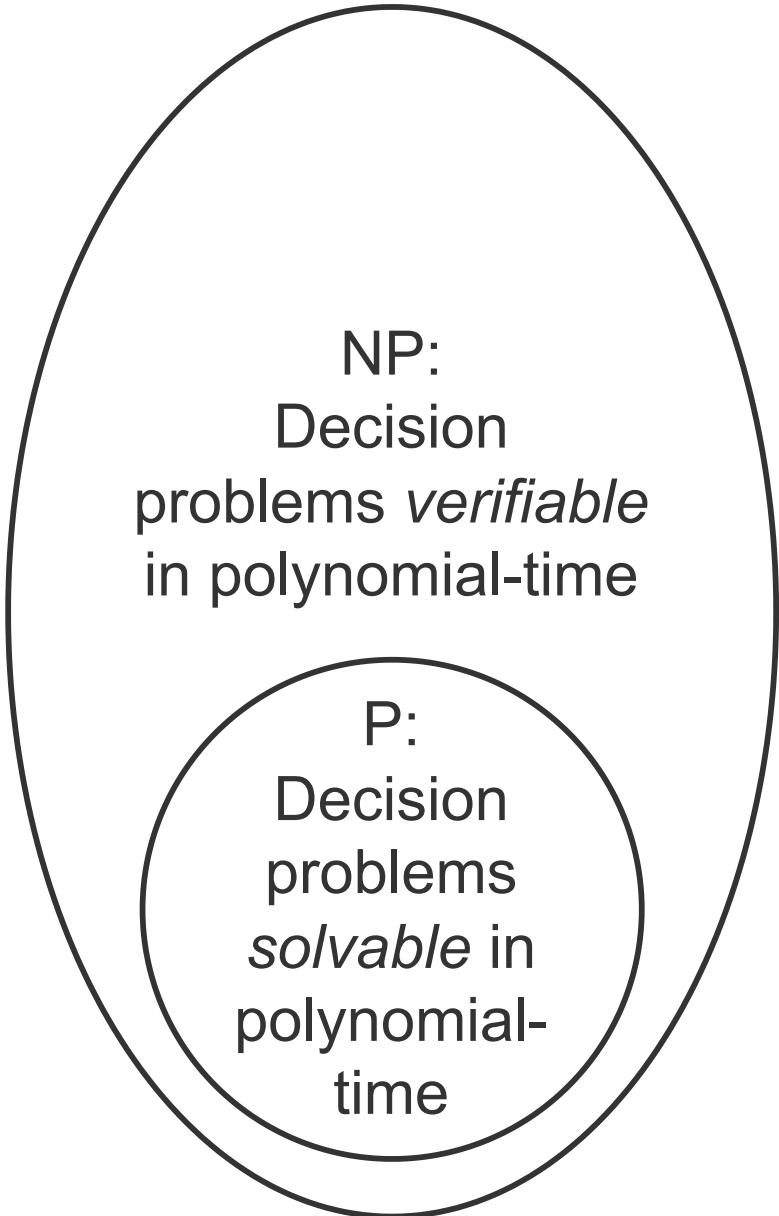 NP:
Decision
problems verifiable
in polynomial-time
P:
Decision
problems
solvable in
polynomial-
time